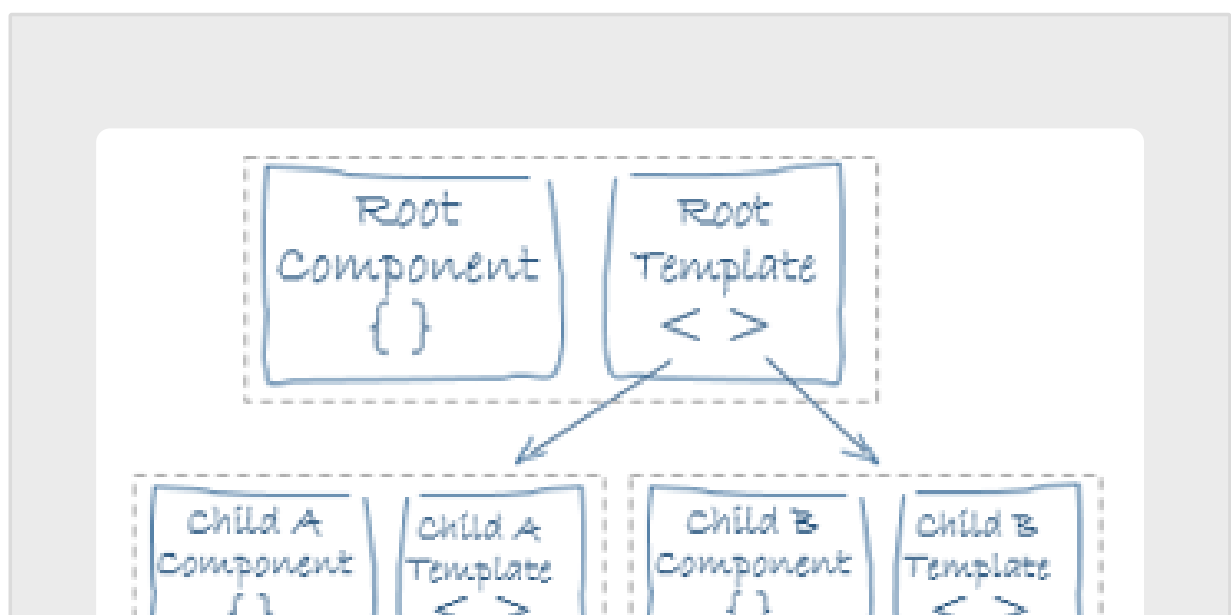 Root
Component
{ }
Root
Template
< >
Child A
Component
{ }
Child A
Template
< >
Child B
Component
{ }
Child B
Template
< >